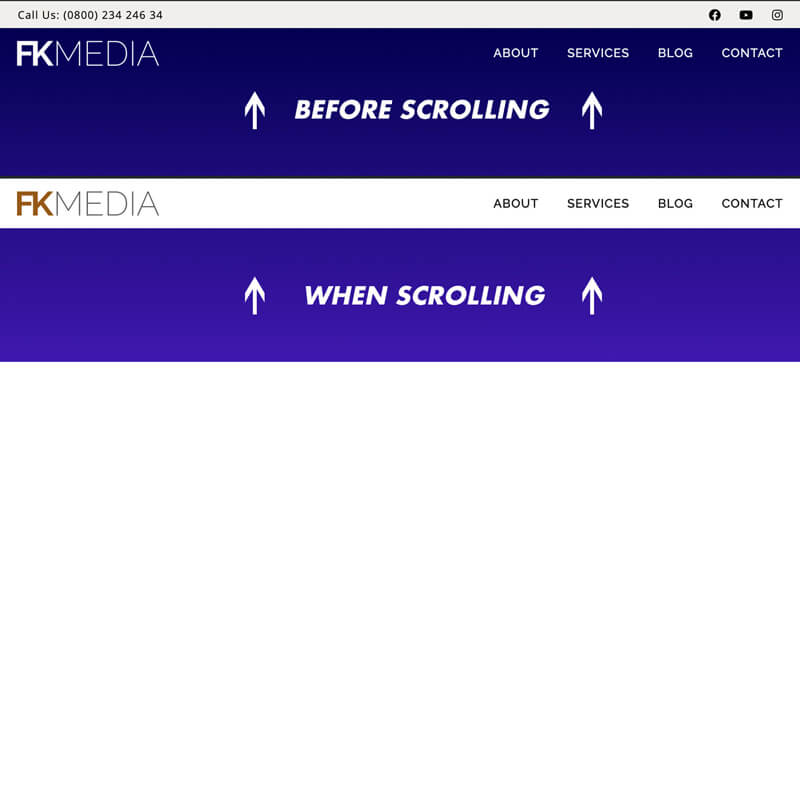 Call Us: (0800) 234 246 34
FKMEDIA ABOUT SERVICES BLOG CONTACT
BEFORE SCROLLING
FKMEDIA ABOUT SERVICES BLOG CONTACT
WHEN SCROLLING